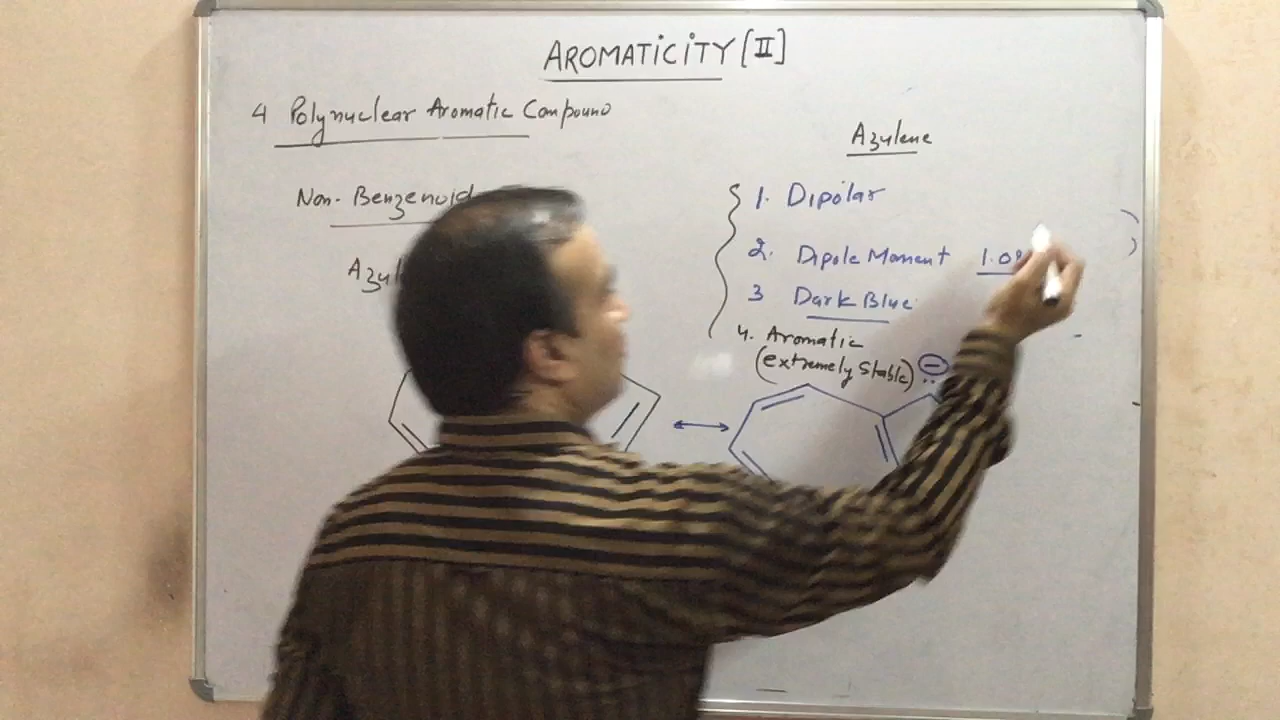 AROMATICITY [II]
4 Polynuclear Aromatic Compound
Non-Benzenoid
Azulene
1. Dipolar
2. Dipole Moment
3 Dark Blue
4. Aromatic
(extremely stable)